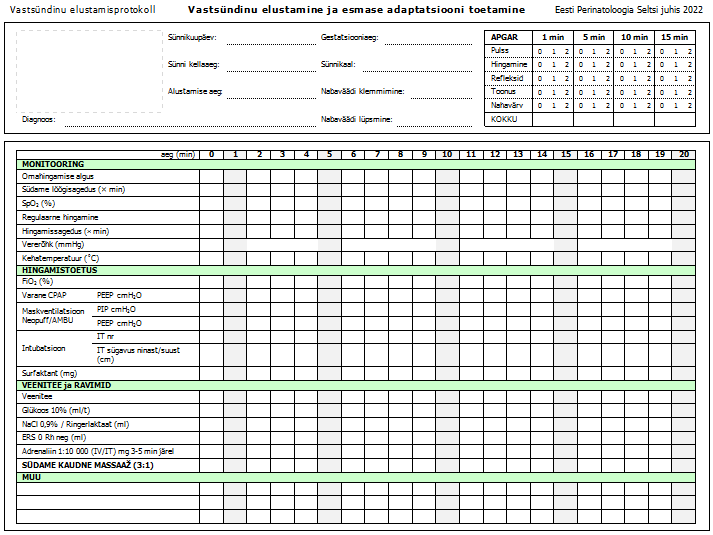 Vastsündinu elustamisprotokoll Vastsündinu elustamine ja esmase adaptatsiooni toetamine Eesti Perinatoloogia Seltsi juhis 2022
Sünnikuupäev: Gestatsiooniaeg:
Sünni kellaaeg: Sünnikaal:
Alustamise aeg: Nabaväädi klemmimine:
Diagnoos: Nabaväädi lüpsmine:
APGAR 1 min 5 min 10 min 15 min
Pulss 0 1 2 0 1 2 0 1 2 0 1 2
Hingamine 0 1 2 0 1 2 0 1 2 0 1 2
Refleksid 0 1 2 0 1 2 0 1 2 0 1 2
Toonus 0 1 2 0 1 2 0 1 2 0 1 2
Nahavärv 0 1 2 0 1 2 0 1 2 0 1 2
KOKKU
aeg (min) 0 1 2 3 4 5 6 7 8 9 10 11 12 13 14 15 16 17 18 19 20
MONITOORING
Omahingamise algus
Südame löögisagedus (× min)
SpO₂ (%)
Regulaarne hingamine
Hingamissagedus (×min)
Vererõhk (mmHg)
Kehatemperatuur (°C)
HINGAMISTOETUS
FiO₂ (%)
Varane CPAP PEEP cmH₂O
Maskventilatsioon Neopuff/AMBU PIP cmH₂O
PEEP cmH₂O
Intubatsioon IT nr
IT sügavus ninast/suust
(cm)
Surfaktant (mg)
VEENITEE ja RAVIMID
Veenitee
Glükoos 10% (ml/t)
NaCl 0,9% / Ringerlaktaat (ml)
ERS 0 Rh neg (ml)
Adrenaliin 1:10 000 (IV/IT) mg 3-5 min järel
SÜDAME KAUDNE MASSAAŽ (3:1)
MUU